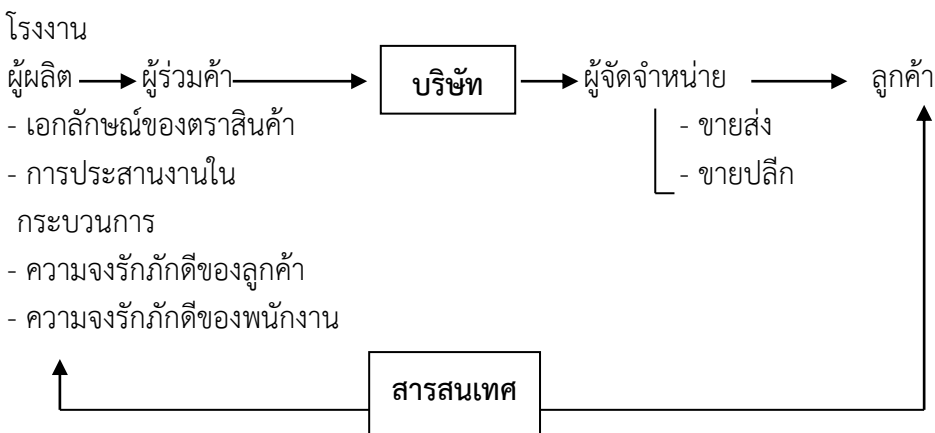 โรงงาน
ผู้ผลิต ผู้ร่วมค้า บริษัท ผู้จัดจำหน่าย ลูกค้า
- เอกลักษณ์ของตราสินค้า - ขายส่ง
- การประสานงานใน - ขายปลีก
กระบวนการ
- ความจงรักภักดีของลูกค้า
- ความจงรักภักดีของพนักงาน
สารสนเทศ